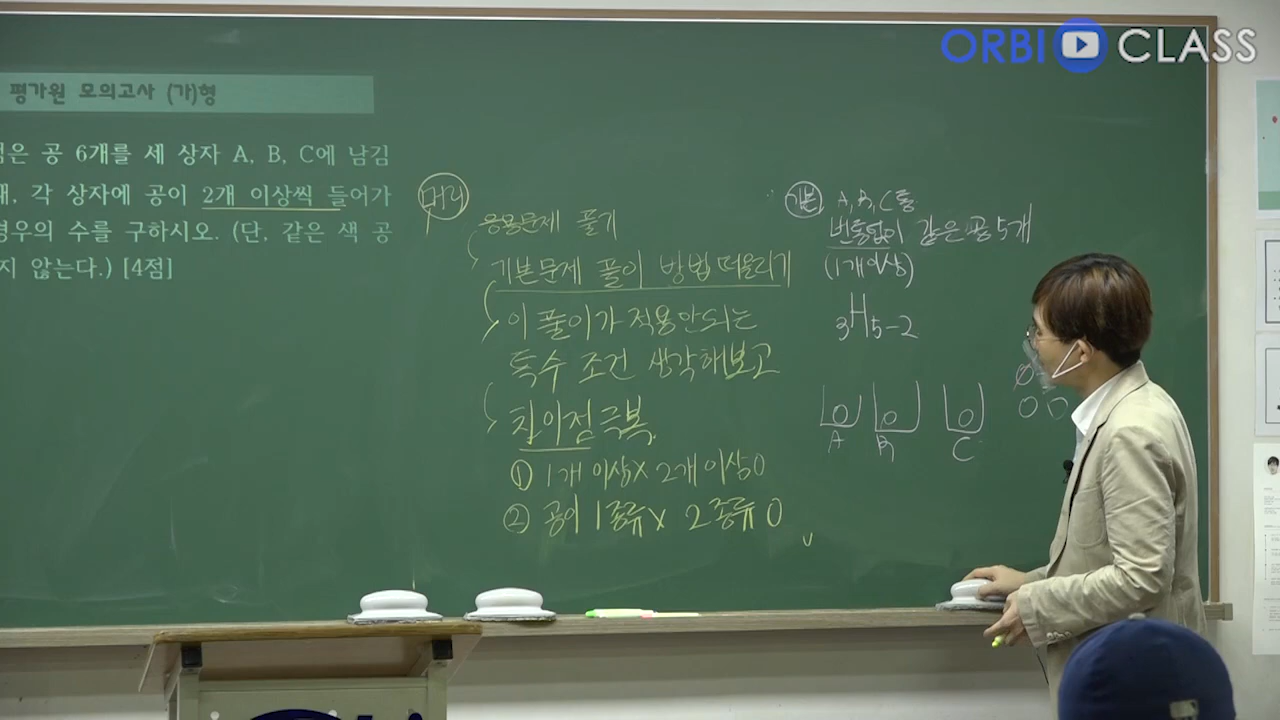 ORBI CLASS
평가원 모의고사 (가)형
은 공 6개를 세 상자 A, B, C에 남김
, 각 상자에 공이 2개 이상씩 들어가
경우의 수를 구하시오. (단, 같은 색 공
지 않는다.) [4점]
머리
응용문제 풀기
기본문제 풀이 방법 떠올리기
이 풀이가 적용안되는
특수 조건 생각해보고
차이점 극복
① 1개 이상X 2개 이상O
② 공이 1종류X 2종류O
기본
A, B, C통
빈통없이 같은 공 5개
(1개이상)
3H5-2
A B C